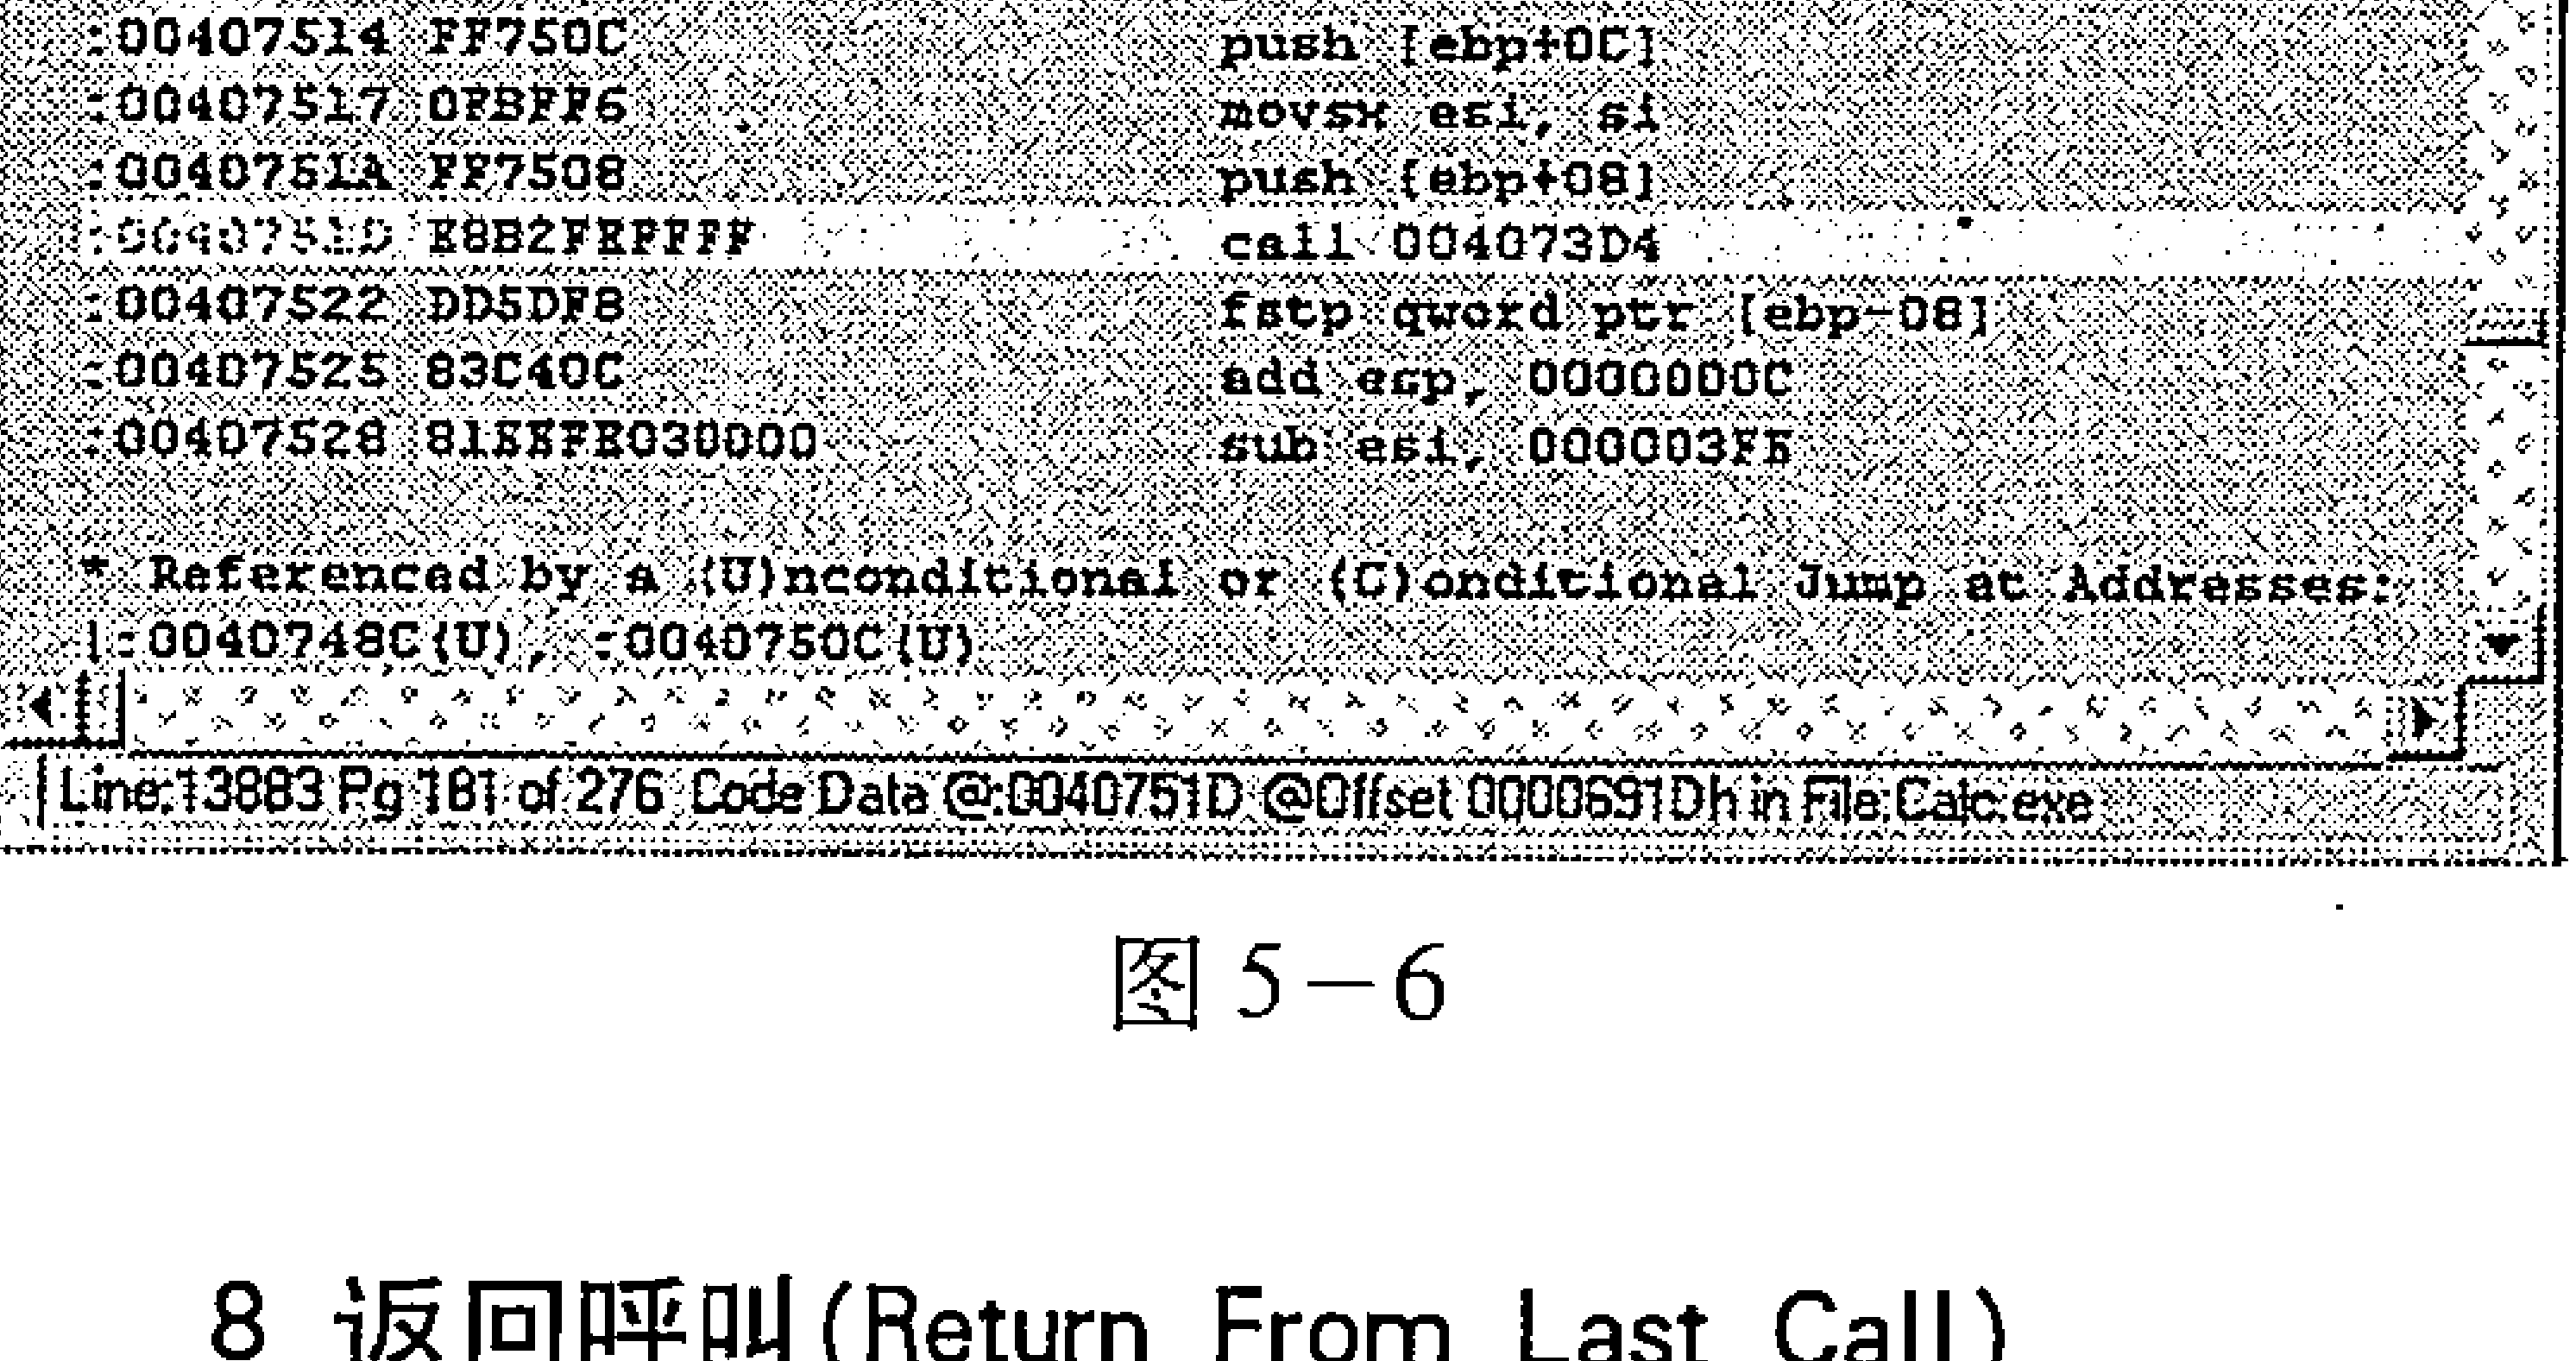 :00407514 FF750C push [ebp+0C]
:00407517 0FBFF6 movsx esi, si
:0040751A FF7508 push [ebp+08]
:0040751D E8B2FEFFFF call 004073D4
:00407522 DD5DF8 fstp qword ptr [ebp-08]
:00407525 83C40C add esp, 0000000C
:00407528 81EEFE030000 sub esi, 000003FE
* Referenced by a (U)nconditional or (C)onditional Jump at Addresses:
|:0040748C(U), :0040750C(U)
Line:13883 Pg 181 of 276 Code Data @:0040751D @Offset 0000691Dh in File:Calc.exe
图 5-6
8 返回呼叫(Return From Last Call)